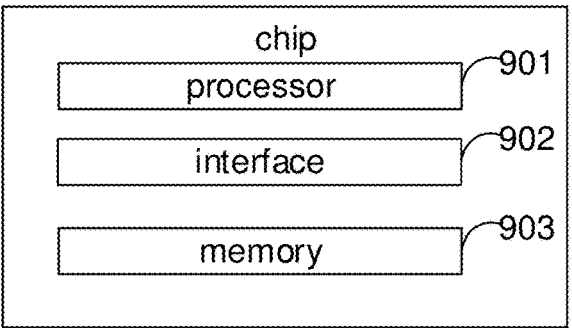 chip
processor 901
interface 902
memory 903